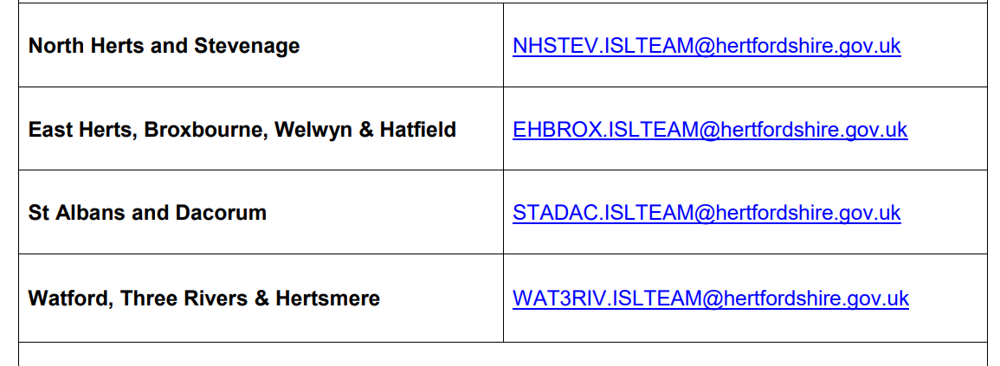 North Herts and Stevenage
NHSTEV.ISLTEAM@hertfordshire.gov.uk
East Herts, Broxbourne, Welwyn & Hatfield
EHBROX.ISLTEAM@hertfordshire.gov.uk
St Albans and Dacorum
STADAC.ISLTEAM@hertfordshire.gov.uk
Watford, Three Rivers & Hertsmere
WAT3RIV.ISLTEAM@hertfordshire.gov.uk